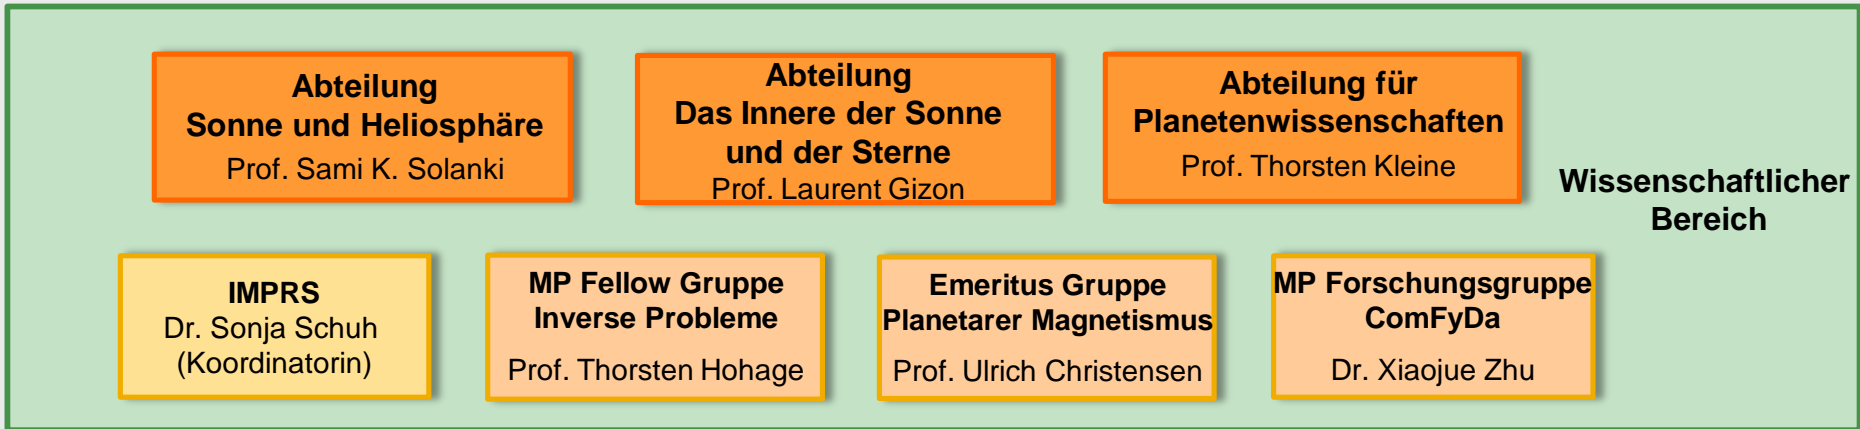 Abteilung
Sonne und Heliosphäre
Prof. Sami K. Solanki
Abteilung
Das Innere der Sonne
und der Sterne
Prof. Laurent Gizon
Abteilung für
Planetenwissenschaften
Prof. Thorsten Kleine
Wissenschaftlicher
Bereich
IMPRS
Dr. Sonja Schuh
(Koordinatorin)
MP Fellow Gruppe
Inverse Probleme
Prof. Thorsten Hohage
Emeritus Gruppe
Planetarer Magnetismus
Prof. Ulrich Christensen
MP Forschungsgruppe
ComFyDa
Dr. Xiaojue Zhu